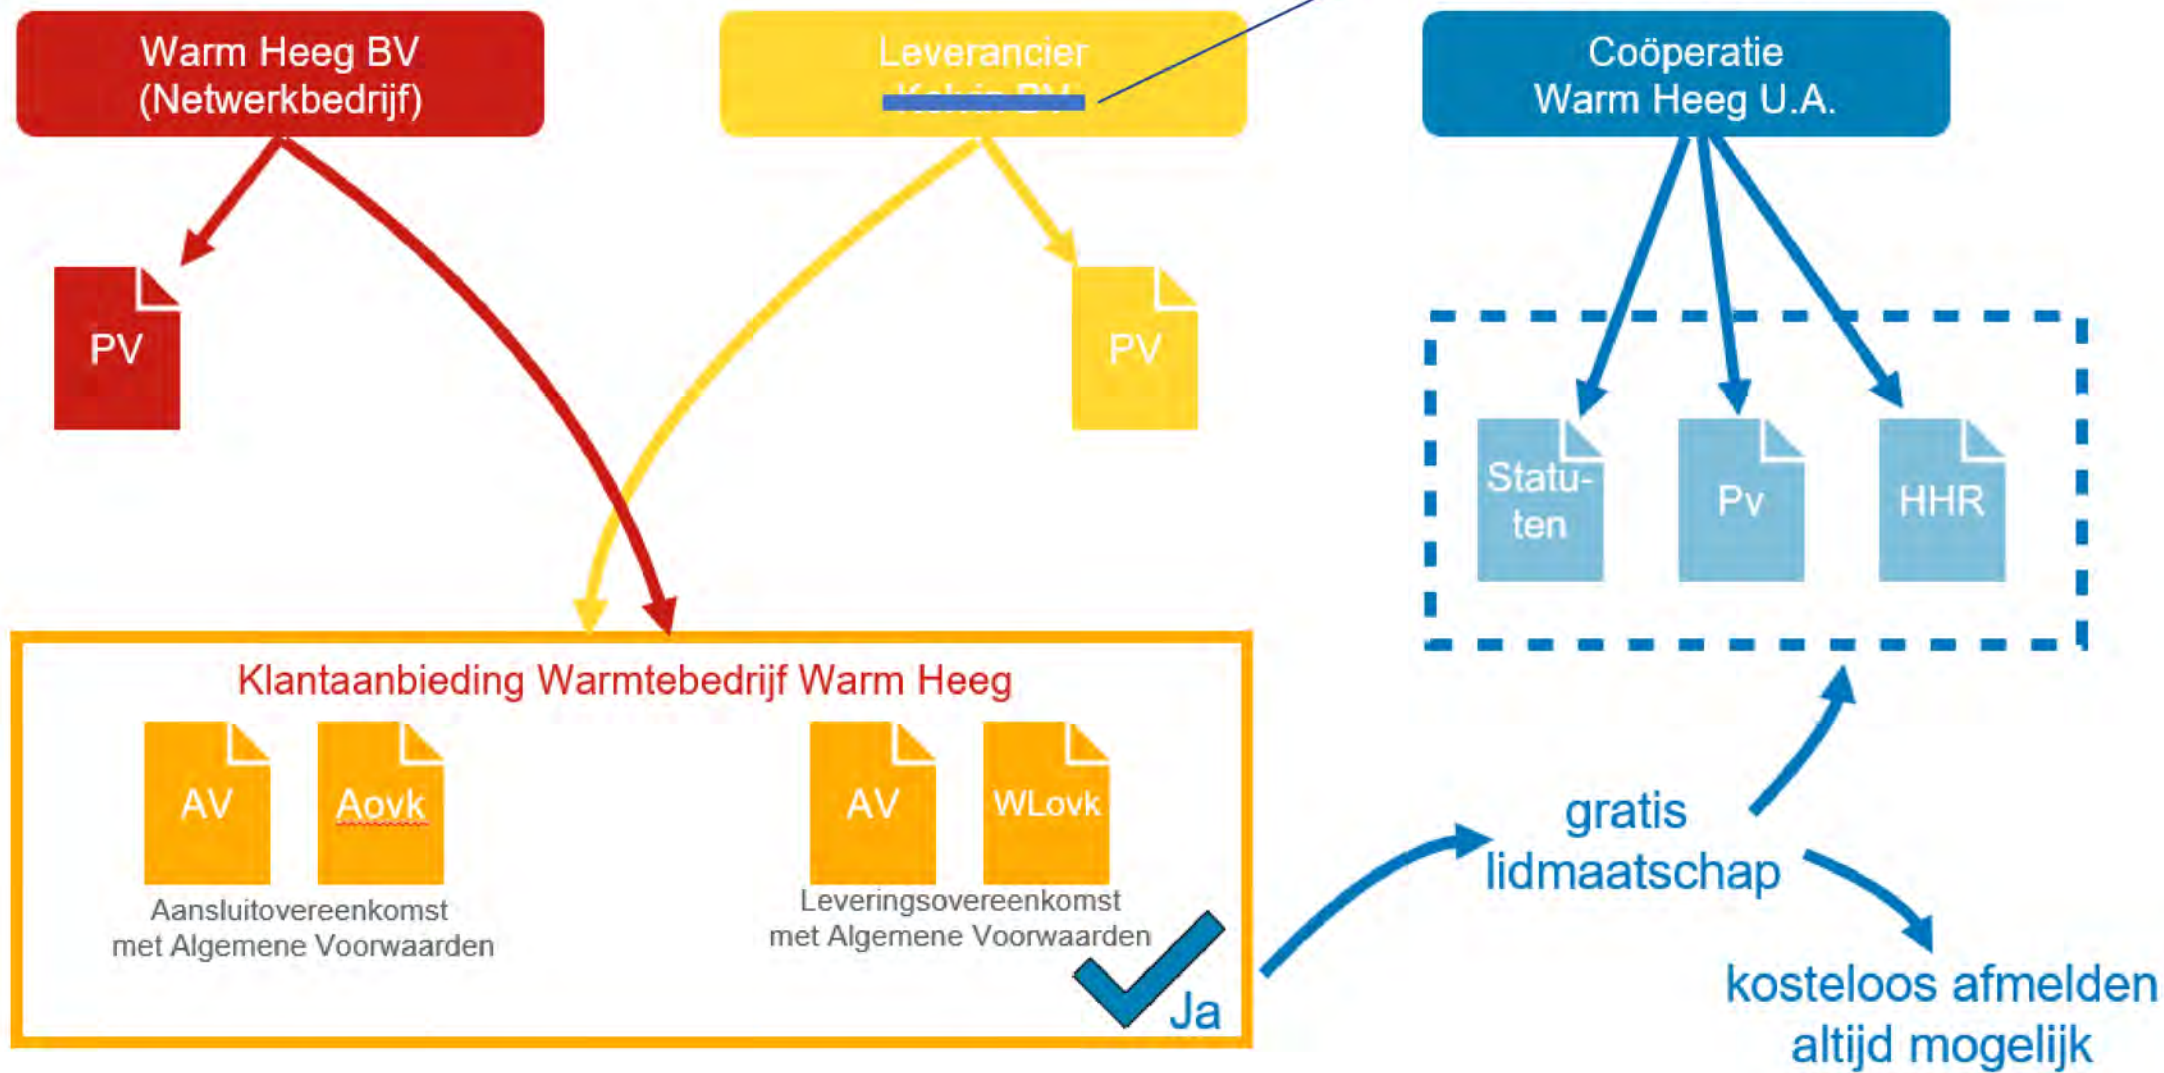 Warm Heeg BV
(Netwerkbedrijf)
Leverancier
Coöperatie
Warm Heeg U.A.
PV
PV
Statu-
ten
Pv
HHR
Klantaanbieding Warmtebedrijf Warm Heeg
AV
Aovk
AV
WLovk
Aansluitovereenkomst
met Algemene Voorwaarden
Leveringsovereenkomst
met Algemene Voorwaarden
Ja
gratis
lidmaatschap
kosteloos afmelden
altijd mogelijk